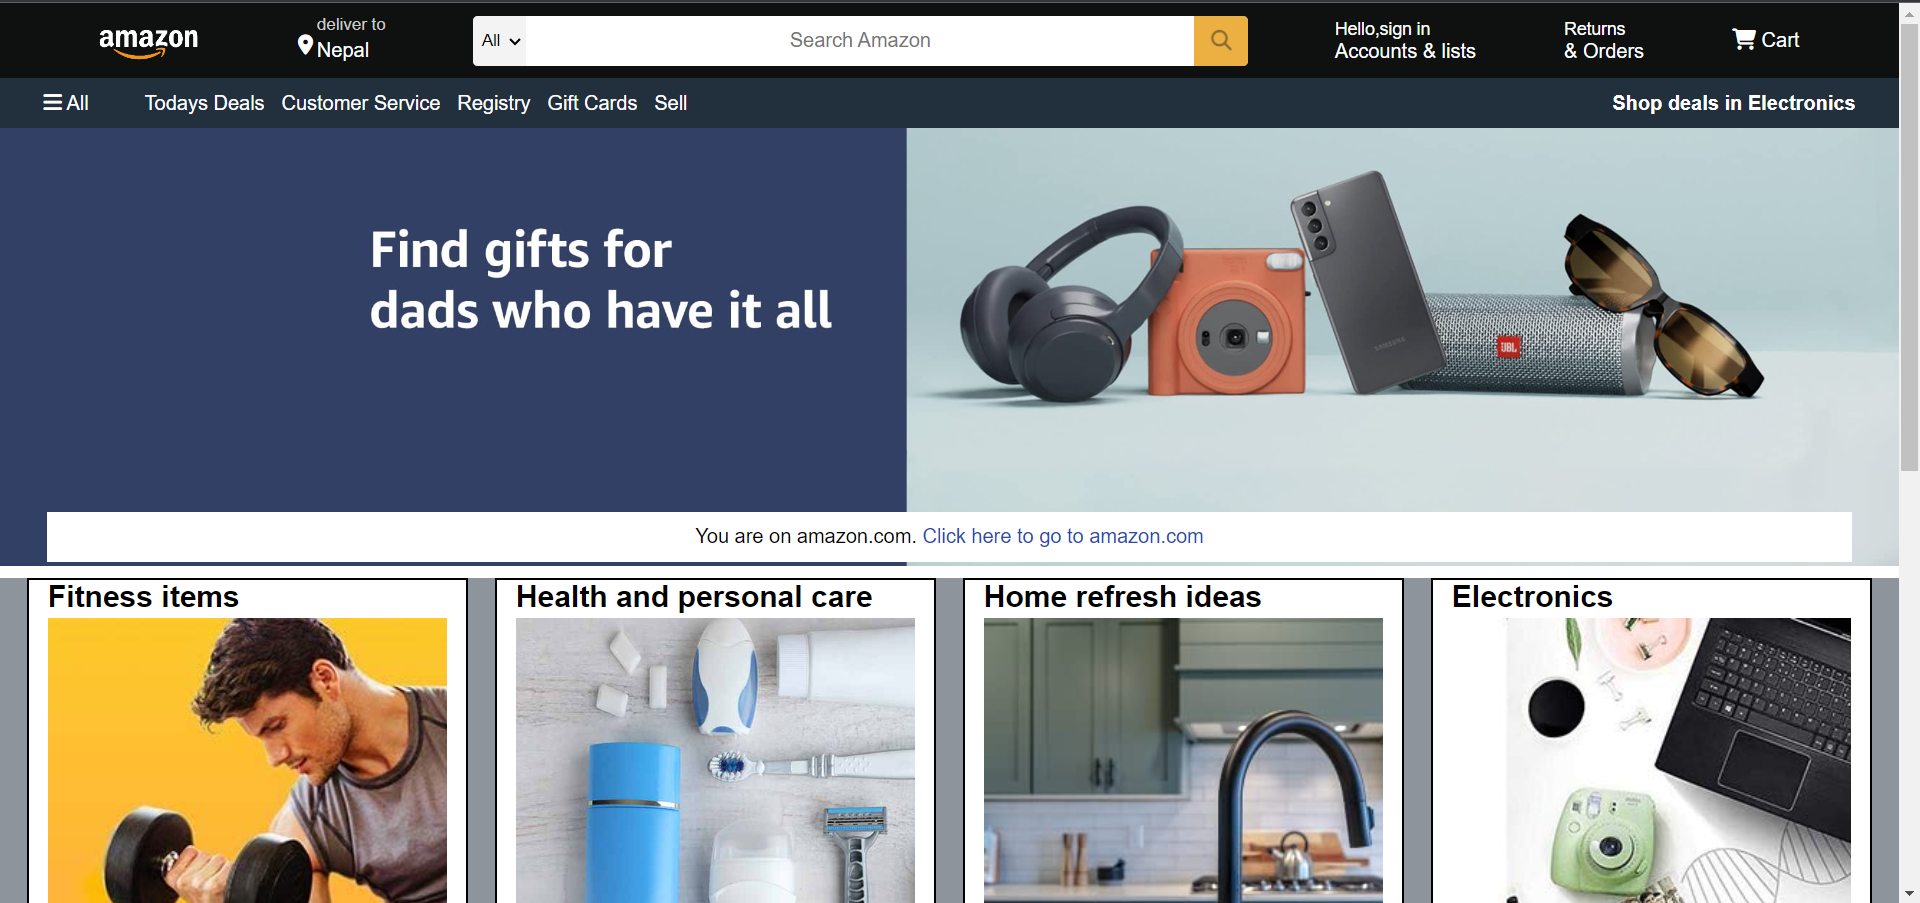 amazon
deliver to
Nepal
All
Search Amazon
Hello,sign in
Accounts & lists
Returns
& Orders
Cart
All
Todays Deals
Customer Service
Registry
Gift Cards
Sell
Shop deals in Electronics
Find gifts for
dads who have it all
SAMSUNG
JBL
You are on amazon.com. Click here to go to amazon.com
Fitness items
Health and personal care
Home refresh ideas
Electronics